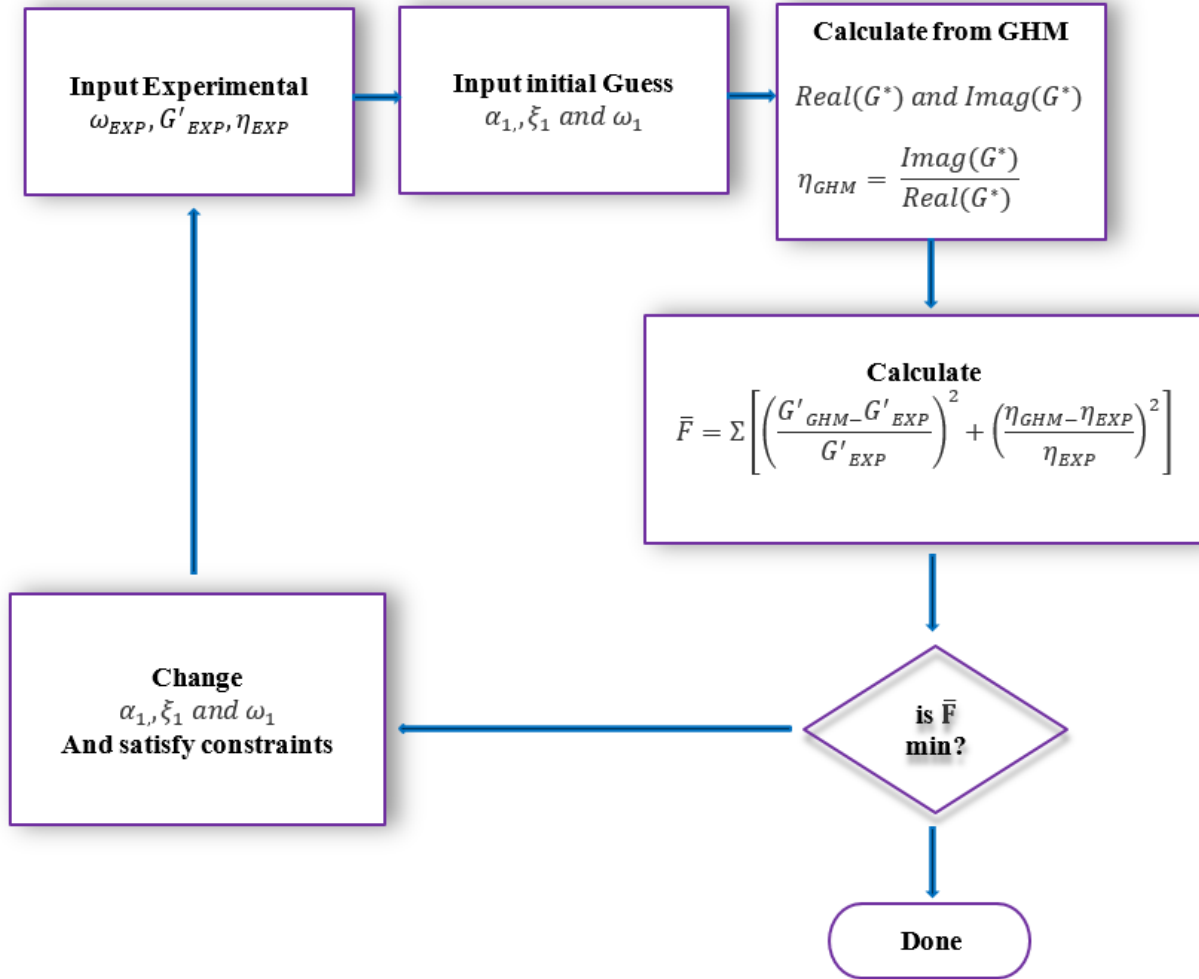 Input Experimental
ω_EXP, G'_EXP, η_EXP
Input initial Guess
α_1,, ξ_1 and ω_1
Calculate from GHM
Real(G*) and Imag(G*)
η_GHM = Imag(G*) / Real(G*)
Calculate
F̄ = Σ[((G'_GHM− G'_EXP) / G'_EXP)^2 + ((η_GHM− η_EXP) / η_EXP)^2]
Change
α_1,, ξ_1 and ω_1
And satisfy constraints
is F̄
min?
Done